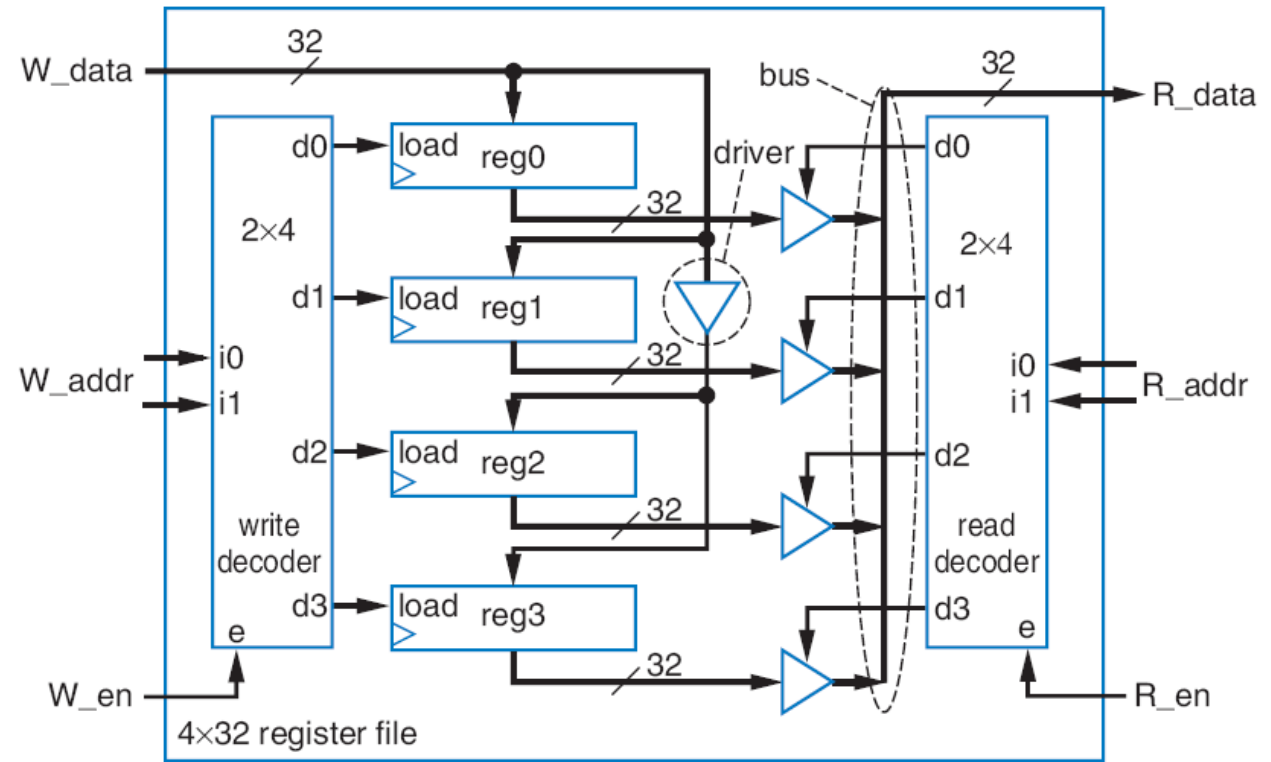 32
W_data
bus
32
R_data
d0
load
reg0
driver
d0
2×4
32
2×4
d1
load
reg1
d1
i0
32
i0
W_addr
R_addr
i1
i1
d2
load
reg2
d2
write
decoder
32
read
decoder
d3
load
reg3
d3
e
e
32
W_en
R_en
4×32 register file